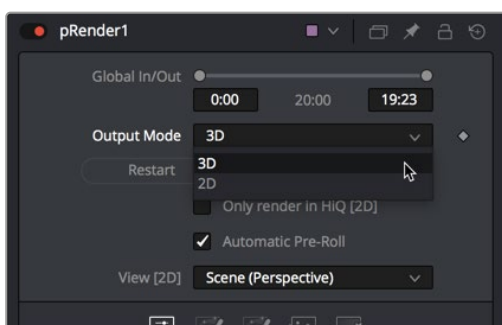 pRender1
Global In/Out
0:00 20:00 19:23
Output Mode 3D
3D
Restart
2D
Only render in HiQ [2D]
Automatic Pre-Roll
View [2D] Scene (Perspective)